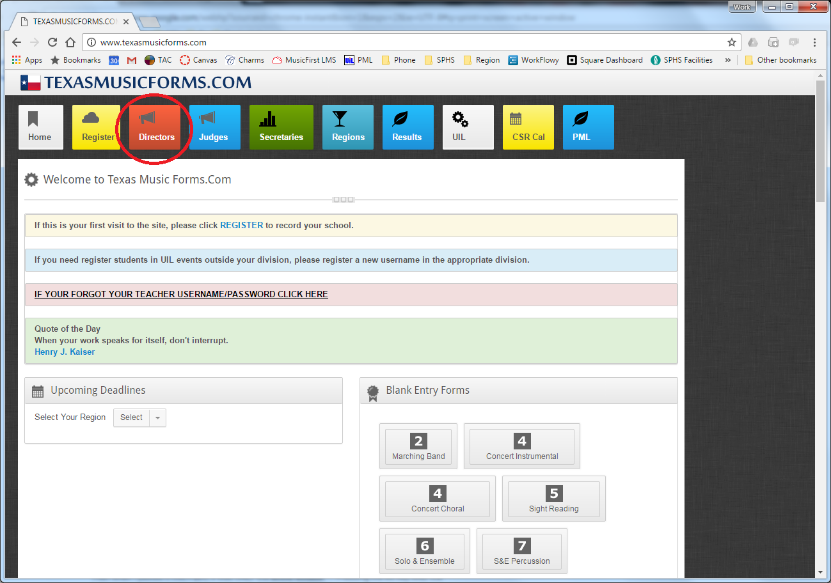 Work
TEXASMUSICFORMS.CO
www.texasmusicforms.com
Apps Bookmarks TAC Canvas Charms MusicFirst LMS PML Phone SPHS Region WorkFlowy Square Dashboard SPHS Facilities » Other bookmarks
TEXASMUSICFORMS.COM
Home Register Directors Judges Secretaries Regions Results UIL CSR Cal PML
Welcome to Texas Music Forms.Com
If this is your first visit to the site, please click REGISTER to record your school.
If you need register students in UIL events outside your division, please register a new username in the appropriate division.
IF YOUR FORGOT YOUR TEACHER USERNAME/PASSWORD CLICK HERE
Quote of the Day
When your work speaks for itself, don't interrupt.
Henry J. Kaiser
Upcoming Deadlines
Select Your Region Select
Blank Entry Forms
2 4
Marching Band Concert Instrumental
4 5
Concert Choral Sight Reading
6 7
Solo & Ensemble S&E Percussion